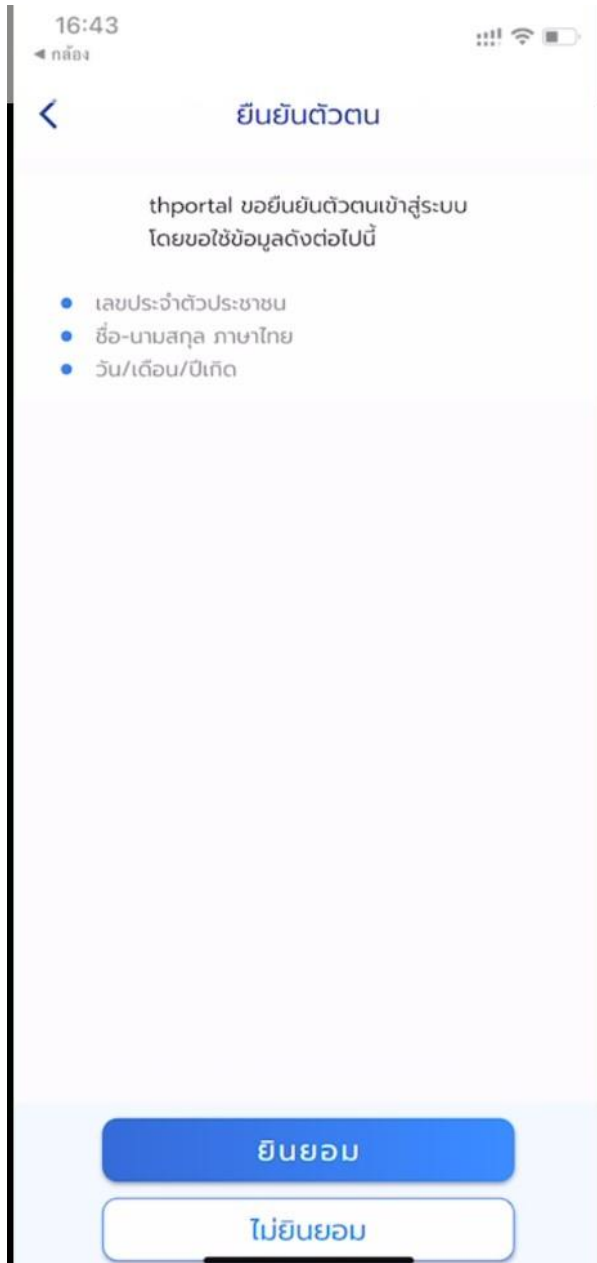 16:43
◀ กล้อง
ยืนยันตัวตน
thportal ขอยืนยันตัวตนเข้าสู่ระบบ
โดยขอใช้ข้อมูลดังต่อไปนี้
เลขประจำตัวประชาชน
ชื่อ-นามสกุล ภาษาไทย
วัน/เดือน/ปีเกิด
ยินยอม
ไม่ยินยอม